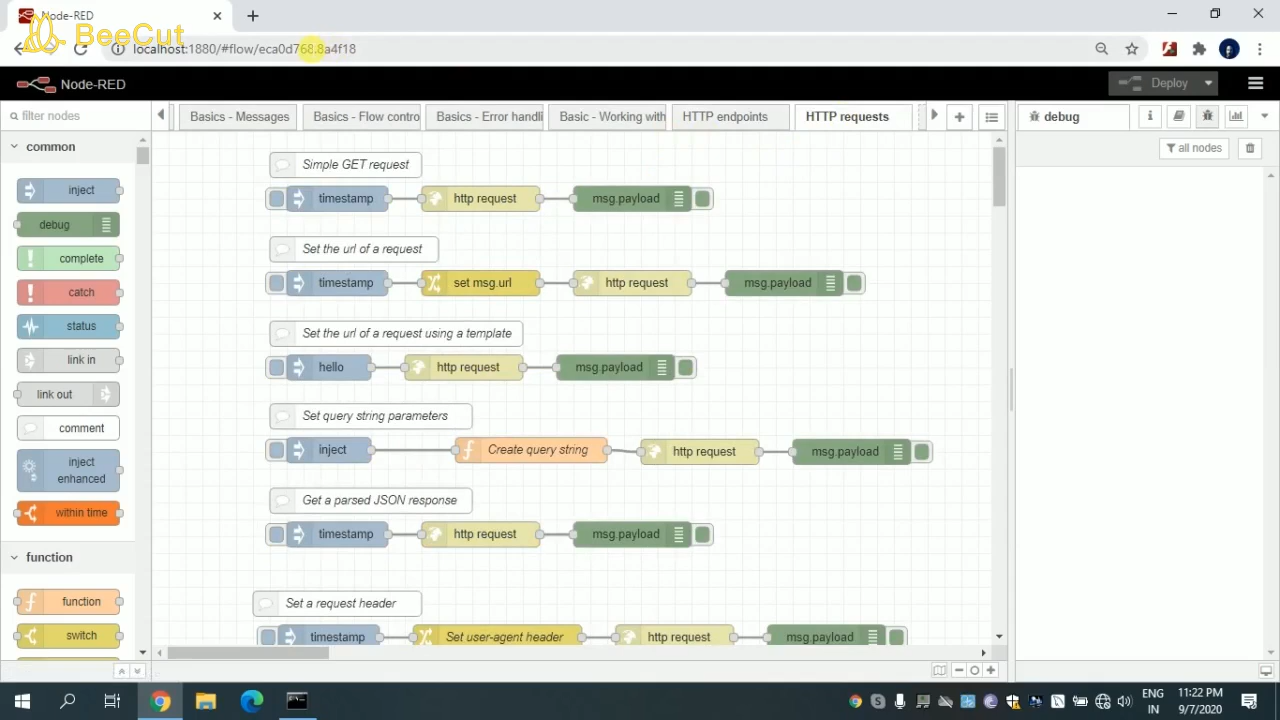 Node-RED
BeeCut
localhost:1880/#flow/eca0d768.8a4f18
Node-RED
Deploy
filter nodes
Basics - Messages
Basics - Flow contro
Basics - Error handli
Basic - Working with
HTTP endpoints
HTTP requests
debug
i
all nodes
common
inject
debug
complete
catch
status
link in
link out
comment
inject
enhanced
within time
function
function
switch
Simple GET request
timestamp
http request
msg.payload
Set the url of a request
timestamp
set msg.url
http request
msg.payload
Set the url of a request using a template
hello
http request
msg.payload
Set query string parameters
inject
Create query string
http request
msg.payload
Get a parsed JSON response
timestamp
http request
msg.payload
Set a request header
timestamp
Set user-agent header
http request
msg.payload
ENG
IN
11:22 PM
9/7/2020